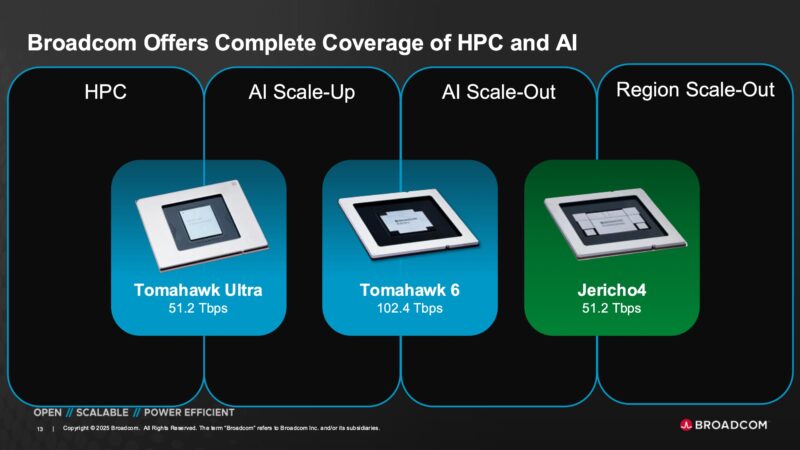 Broadcom Offers Complete Coverage of HPC and AI
HPC
AI Scale-Up
AI Scale-Out
Region Scale-Out
Tomahawk Ultra
51.2 Tbps
Tomahawk 6
102.4 Tbps
Jericho4
51.2 Tbps
OPEN // SCALABLE // POWER EFFICIENT
13 | Copyright © 2025 Broadcom. All Rights Reserved. The term "Broadcom" refers to Broadcom Inc. and/or its subsidiaries.
BROADCOM